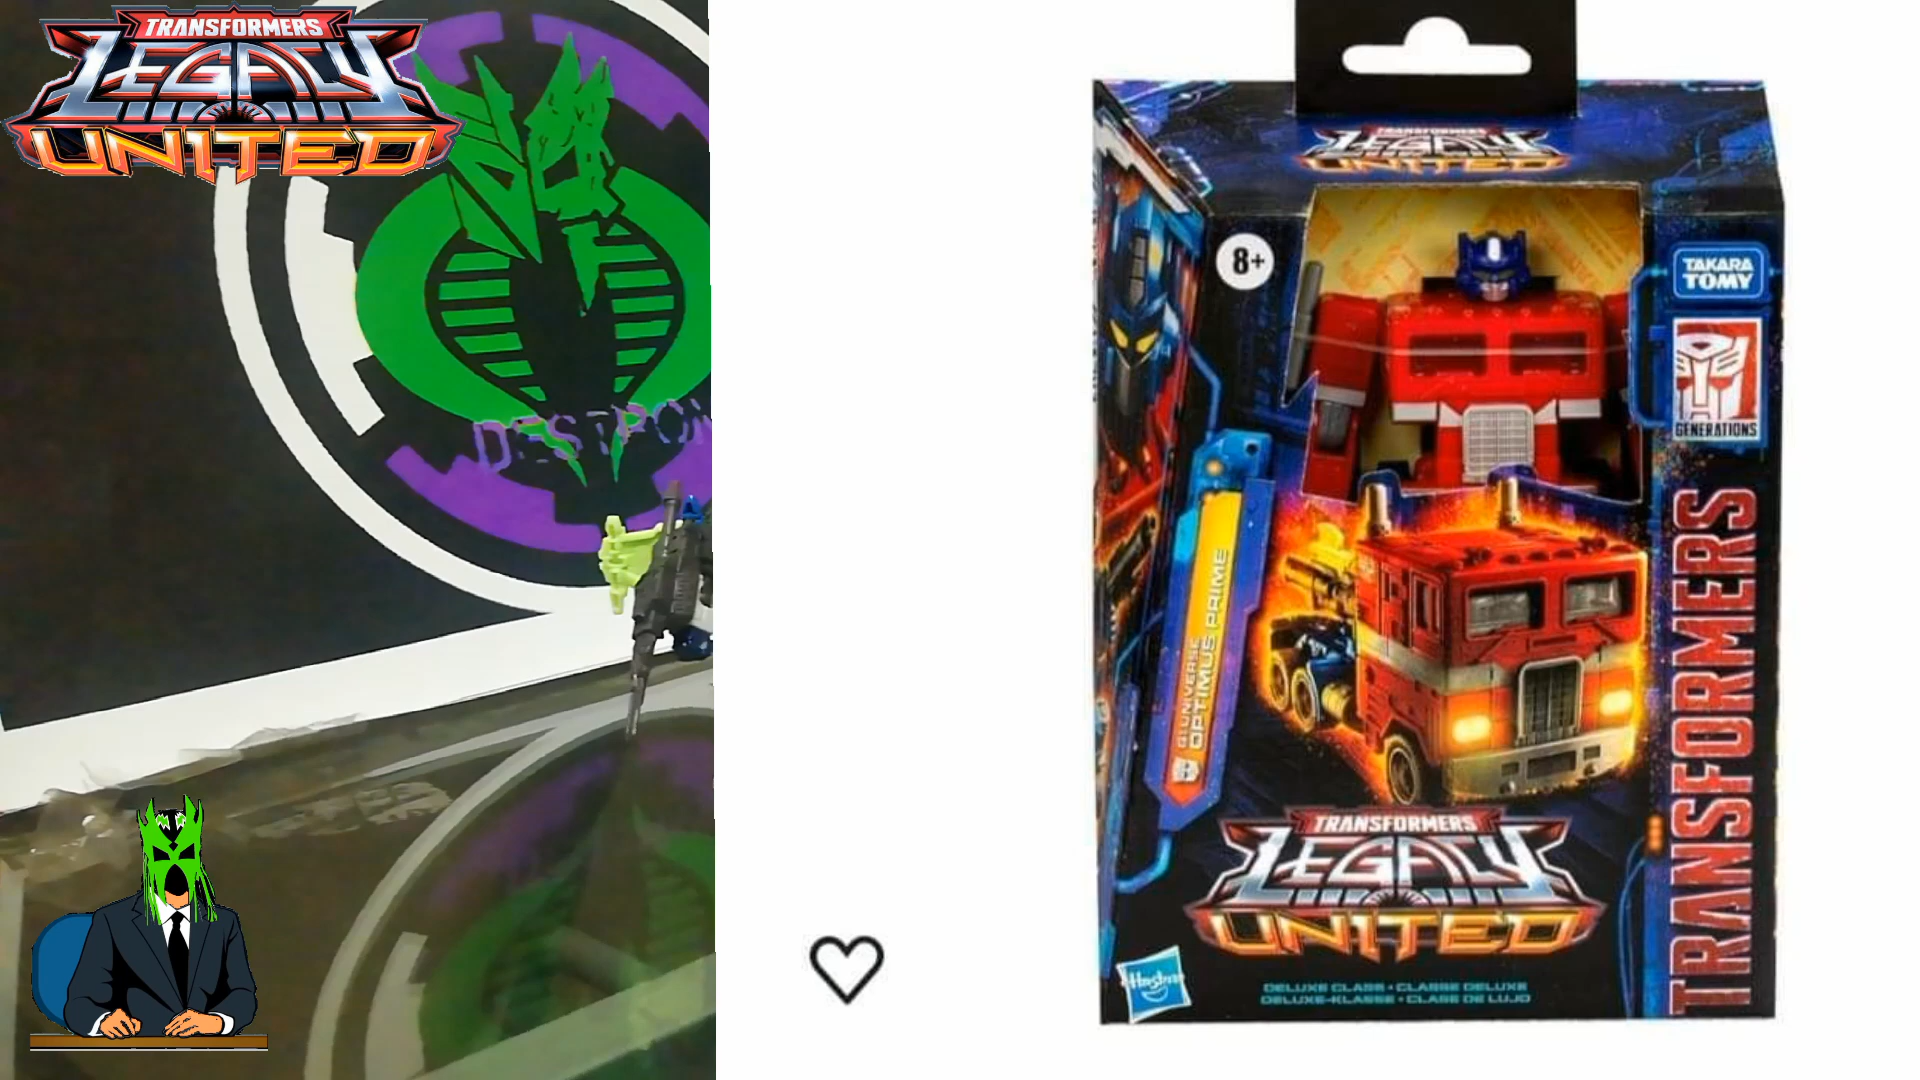 TRANSFORMERS
LEGACY
UNITED
DESTRON
TRANSFORMERS
LEGACY
UNITED
8+
TAKARA
TOMY
GENERATIONS
TRANSFORMERS
G1 UNIVERSE
OPTIMUS PRIME
TRANSFORMERS
LEGACY
UNITED
Hasbro
DELUXE CLASS • CLASSE DELUXE
DELUXE-KLASSE • CLASE DE LUJO